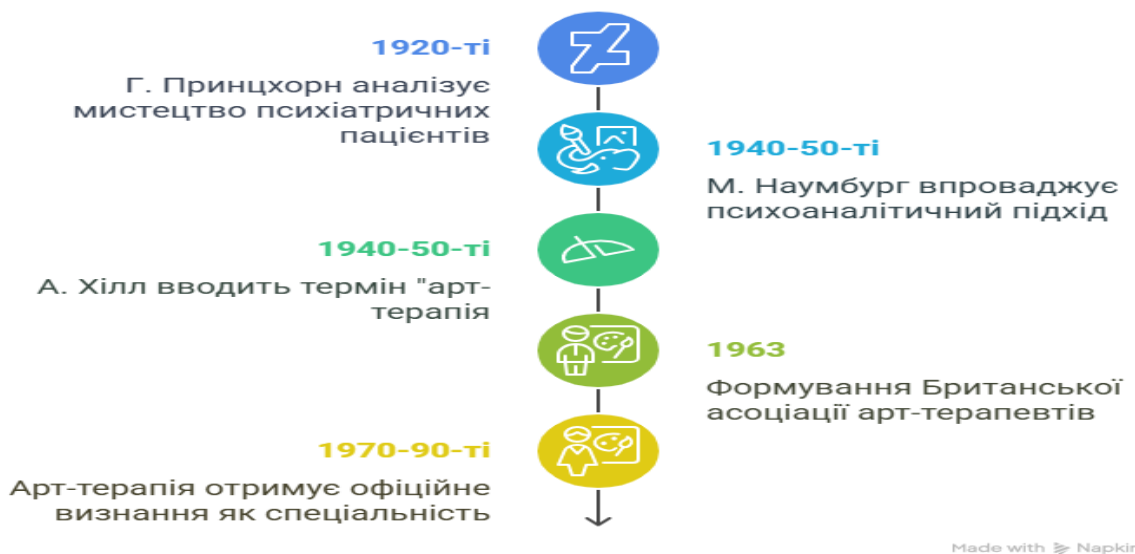 1920-ті
Г. Принцхорн аналізує
мистецтво психіатричних
пацієнтів
1940-50-ті
М. Наумбург впроваджує
психоаналітичний підхід
1940-50-ті
А. Хілл вводить термін "арт-
терапія
1963
Формування Британської
асоціації арт-терапевтів
1970-90-ті
Арт-терапія отримує офіційне
визнання як спеціальність
Made with Napkin